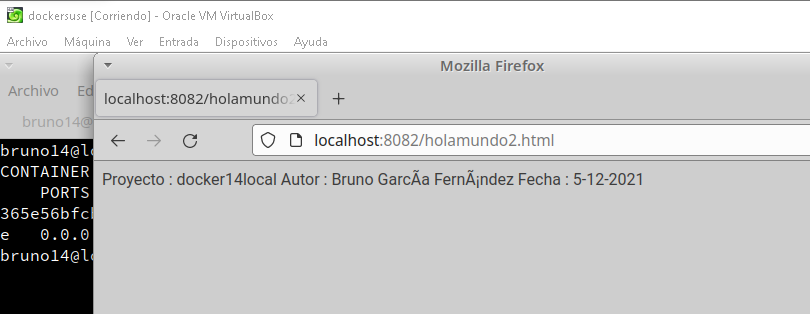 dockersuse [Corriendo] - Oracle VM VirtualBox
Archivo Máquina Ver Entrada Dispositivos Ayuda
Mozilla Firefox
Archivo Ed
localhost:8082/holamundo2
bruno14@
localhost:8082/holamundo2.html
bruno14@lo
CONTAINER
PORTS
365e56bfcb
e 0.0.0
bruno14@lo
Proyecto : docker14local Autor : Bruno GarcÃ­a FernÃ¡ndez Fecha : 5-12-2021